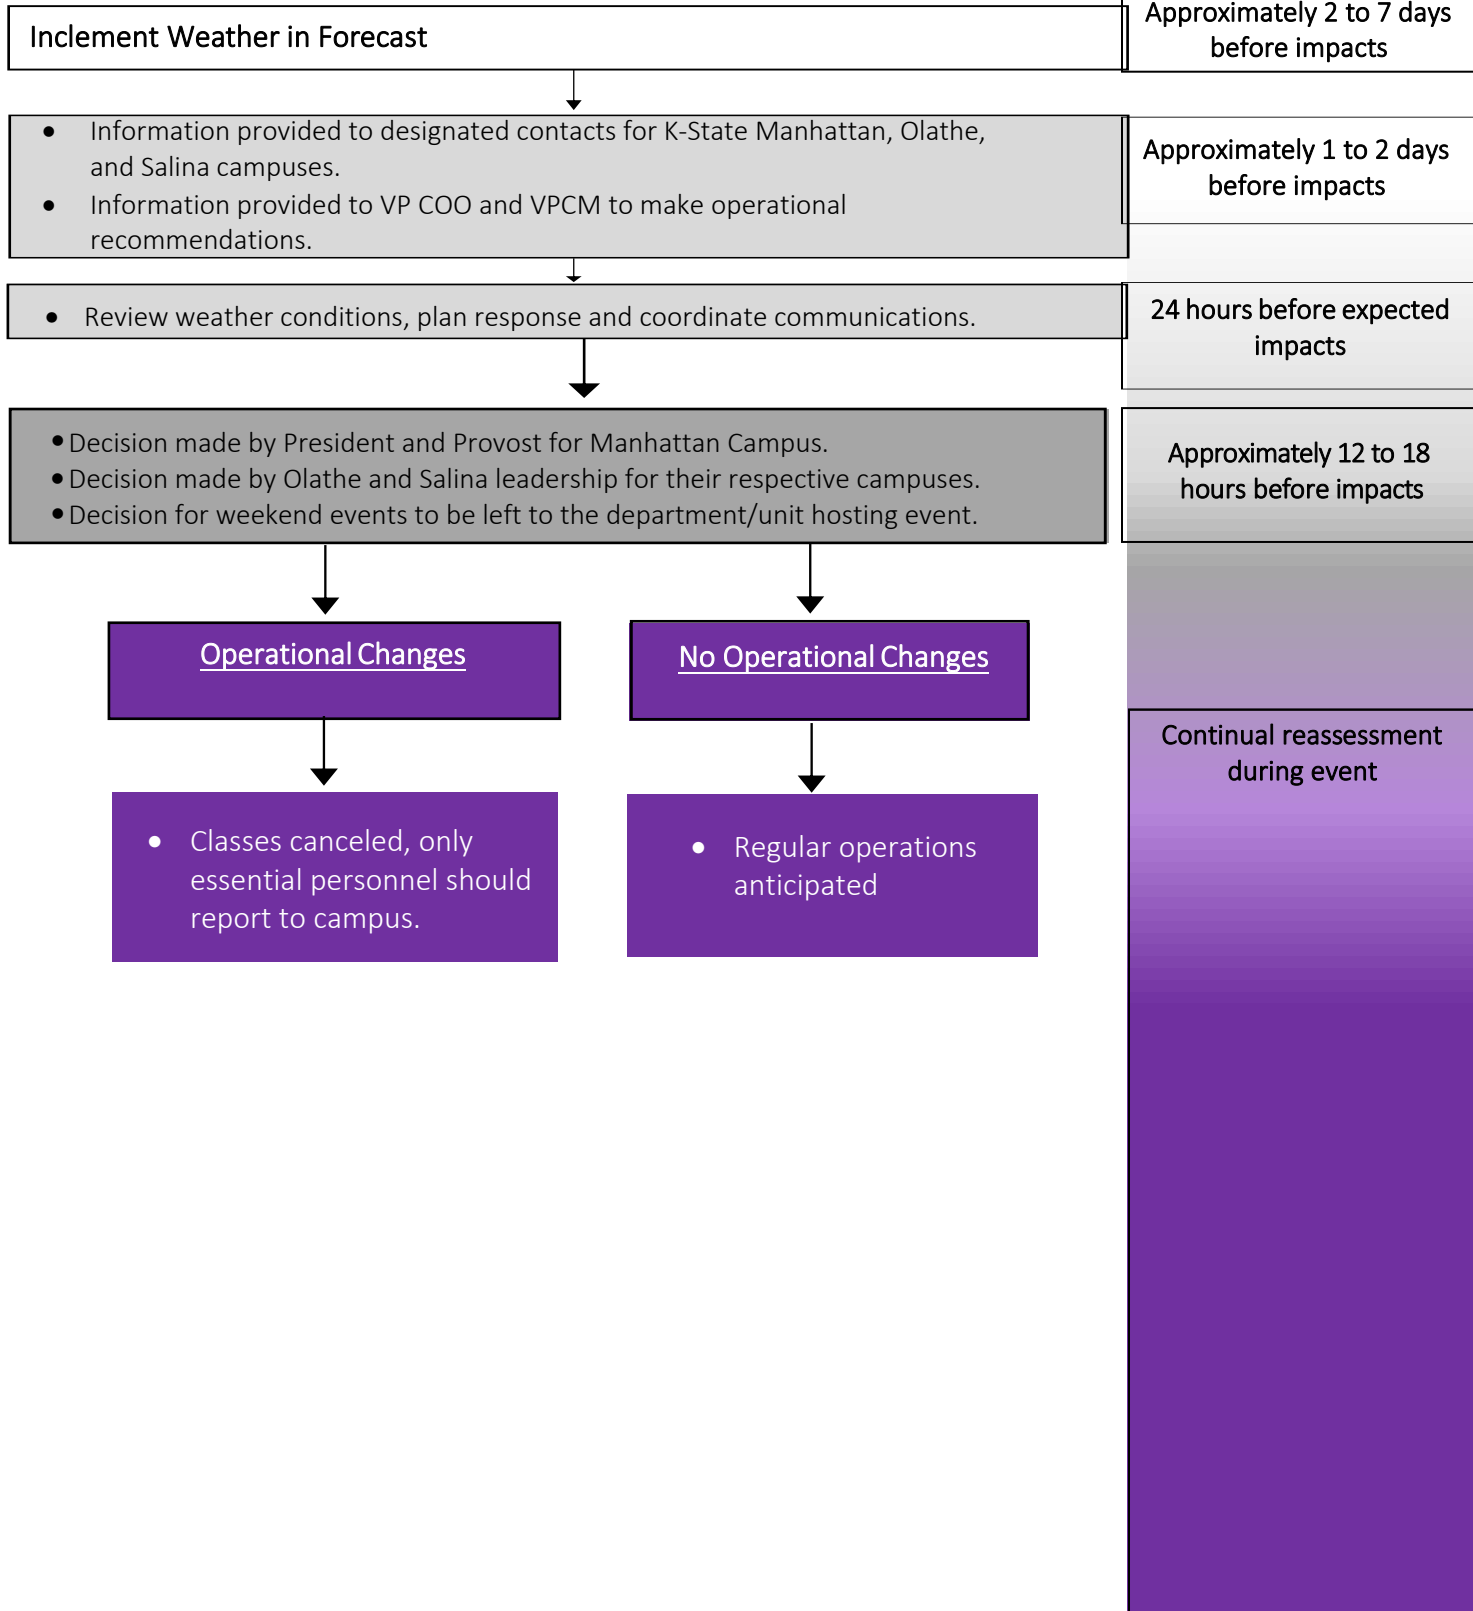 Inclement Weather in Forecast
Approximately 2 to 7 days
before impacts
• Information provided to designated contacts for K-State Manhattan, Olathe,
and Salina campuses.
• Information provided to VP COO and VPCM to make operational
recommendations.
Approximately 1 to 2 days
before impacts
• Review weather conditions, plan response and coordinate communications.
24 hours before expected
impacts
• Decision made by President and Provost for Manhattan Campus.
• Decision made by Olathe and Salina leadership for their respective campuses.
• Decision for weekend events to be left to the department/unit hosting event.
Approximately 12 to 18
hours before impacts
Operational Changes
No Operational Changes
Continual reassessment
during event
• Classes canceled, only
essential personnel should
report to campus.
• Regular operations
anticipated